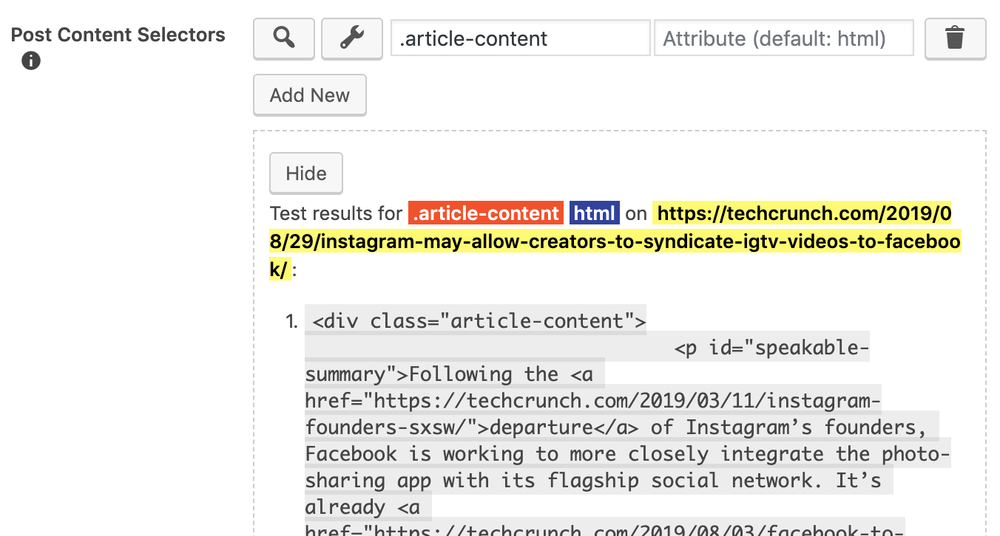 Post Content Selectors
.article-content
Attribute (default: html)
Add New
Hide
Test results for .article-content html on https://techcrunch.com/2019/0
8/29/instagram-may-allow-creators-to-syndicate-igtv-videos-to-faceboo
k/ :
1. <div class="article-content">
<p id="speakable-
summary">Following the <a
href="https://techcrunch.com/2019/03/11/instagram-
founders-sxsw/">departure</a> of Instagram’s founders,
Facebook is working to more closely integrate the photo-
sharing app with its flagship social network. It’s
already <a
href="https://techcrunch.com/2019/08/03/facebook-to-